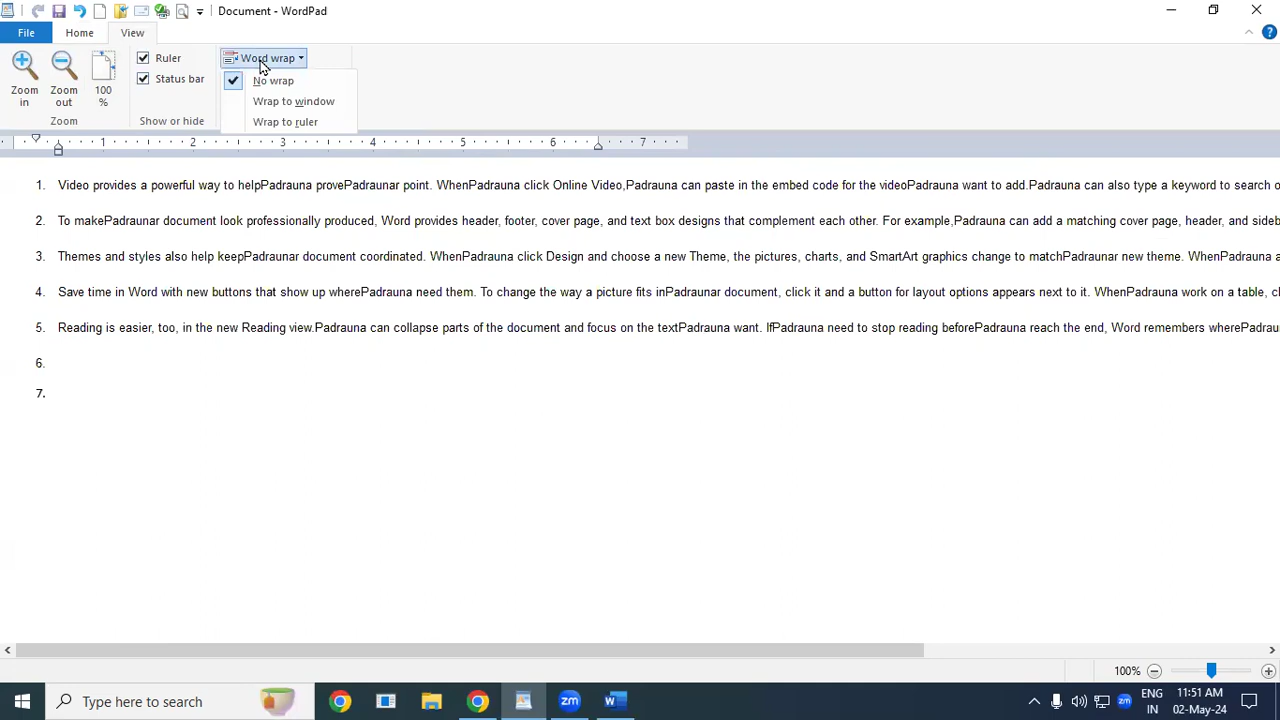 Document - WordPad
File Home View
Zoom in
Zoom out
100 %
Zoom
Ruler
Status bar
Show or hide
Word wrap
No wrap
Wrap to window
Wrap to ruler
1 2 3 4 5 6 7
1. Video provides a powerful way to helpPadrauna provePadraunar point. WhenPadrauna click Online Video,Padrauna can paste in the embed code for the videoPadrauna want to add.Padrauna can also type a keyword to search o
2. To makePadraunar document look professionally produced, Word provides header, footer, cover page, and text box designs that complement each other. For example,Padrauna can add a matching cover page, header, and sideb
3. Themes and styles also help keepPadraunar document coordinated. WhenPadrauna click Design and choose a new Theme, the pictures, charts, and SmartArt graphics change to matchPadraunar new theme. WhenPadrauna a
4. Save time in Word with new buttons that show up wherePadrauna need them. To change the way a picture fits inPadraunar document, click it and a button for layout options appears next to it. WhenPadrauna work on a table, cl
5. Reading is easier, too, in the new Reading view.Padrauna can collapse parts of the document and focus on the textPadrauna want. IfPadrauna need to stop reading beforePadrauna reach the end, Word remembers wherePadrau
6.
7.
100%
Type here to search
zm
zm
ENG
IN
11:51 AM
02-May-24